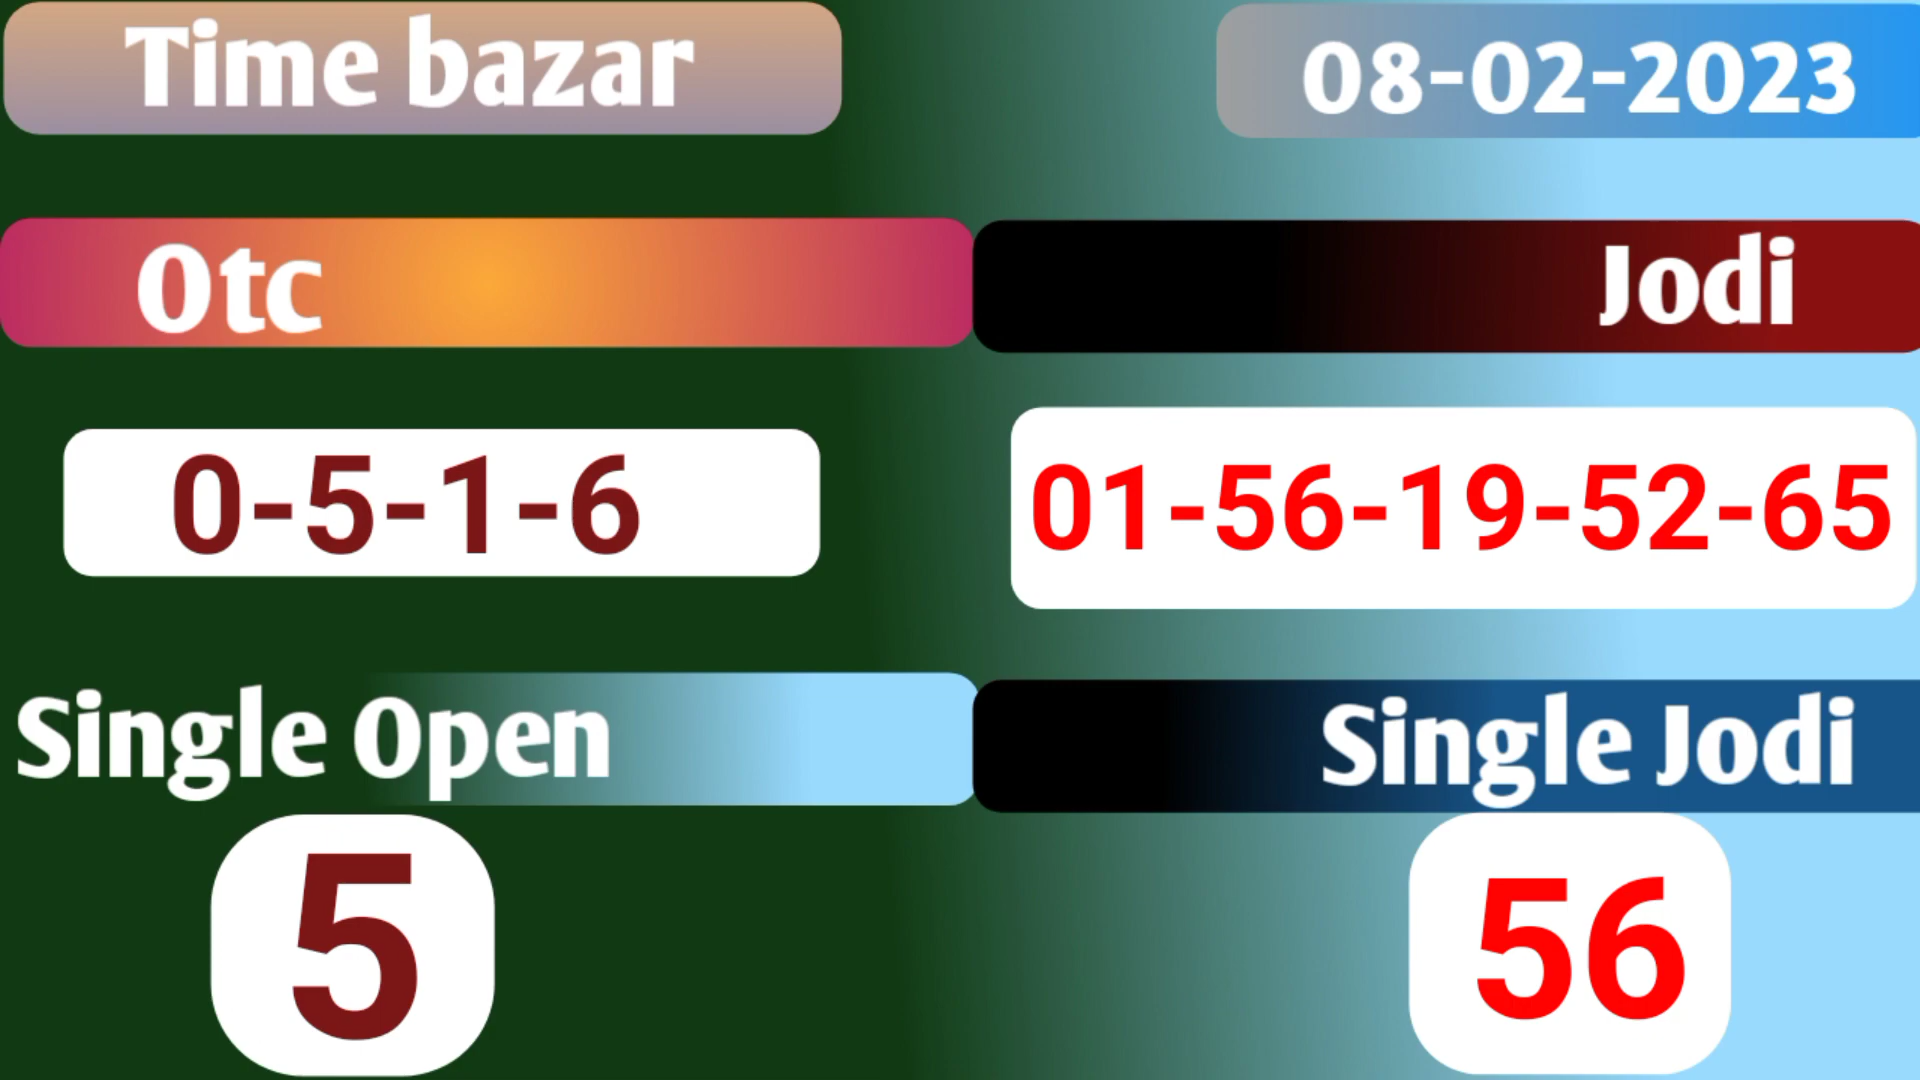 Time bazar
08-02-2023
Otc
Jodi
0-5-1-6
01-56-19-52-65
Single Open
Single Jodi
5
56